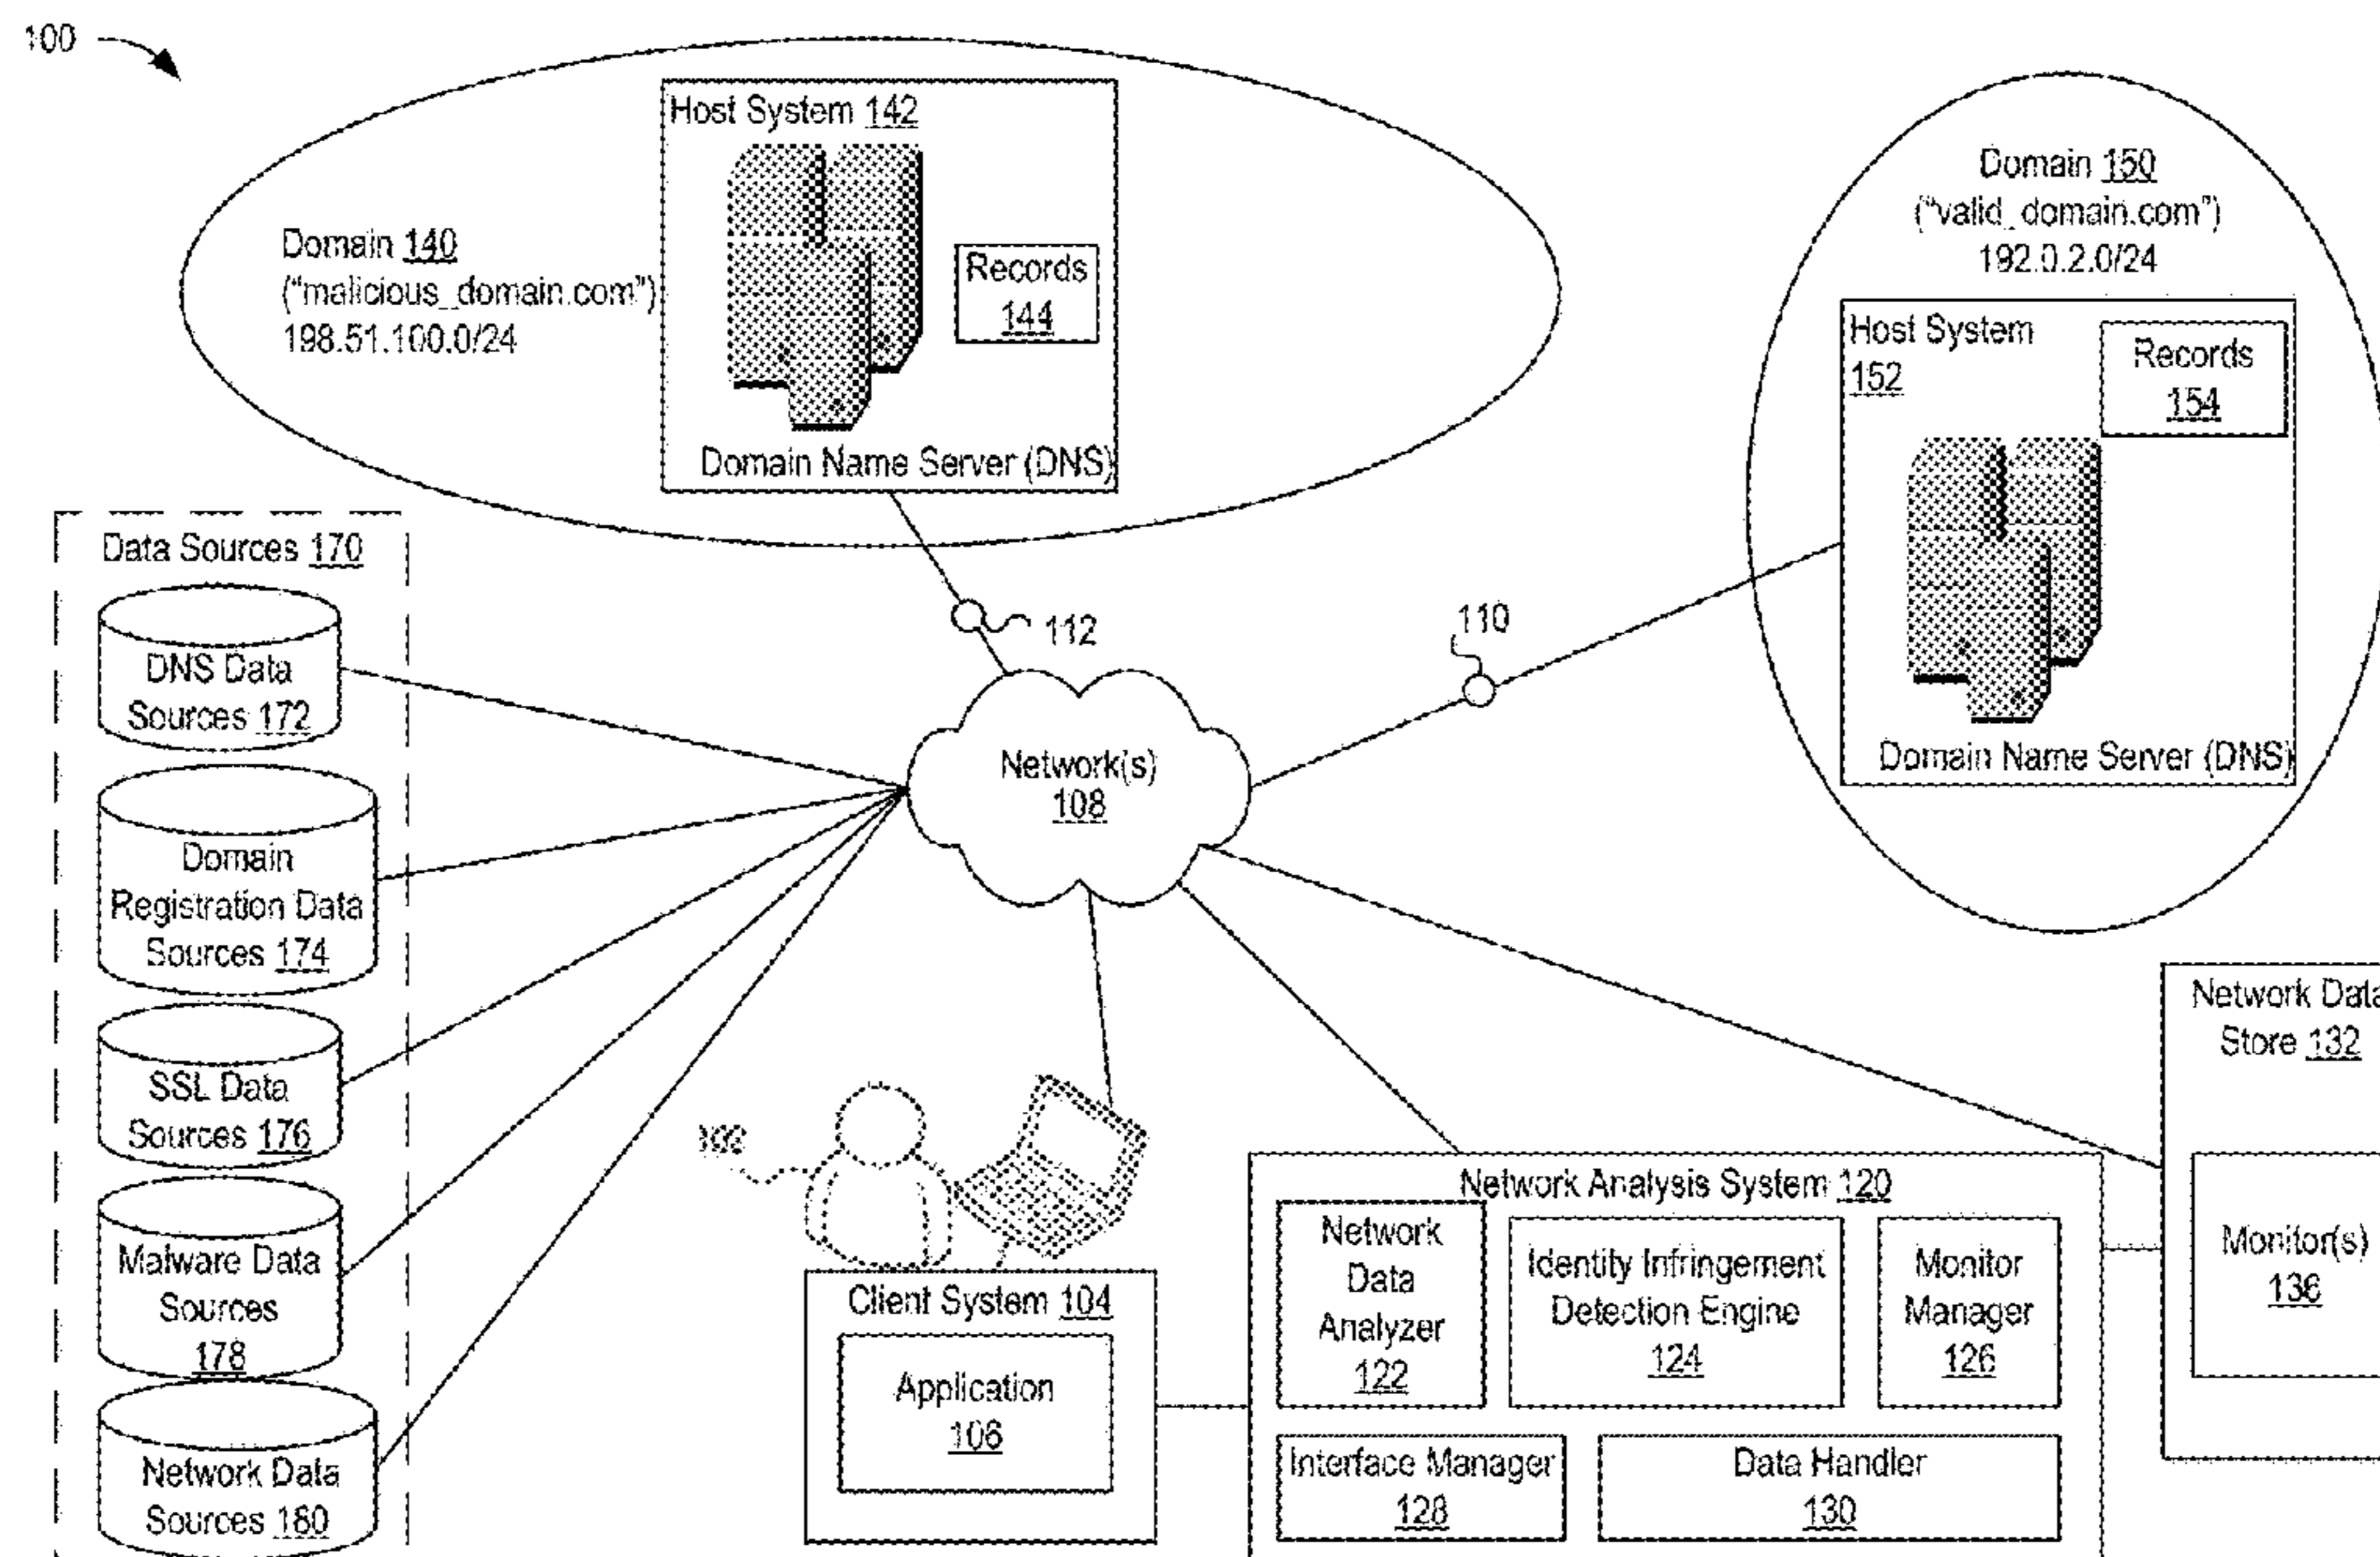 100
Host System 142
Records
144
Domain 140
("malicious_domain.com")
198.51.100.0/24
Domain Name Server (DNS)
Domain 150
("valid_domain.com")
192.0.2.0/24
Host System
152
Records
154
Domain Name Server (DNS)
112
110
Data Sources 170
DNS Data
Sources 172
Domain
Registration Data
Sources 174
SSL Data
Sources 176
Malware Data
Sources
178
Network Data
Sources 180
Network(s)
108
102
Client System 104
Application
106
Network Analysis System 120
Network
Data
Analyzer
122
Identity Infringement
Detection Engine
124
Monitor
Manager
126
Interface Manager
128
Data Handler
130
Network Data
Store 132
Monitor(s)
136